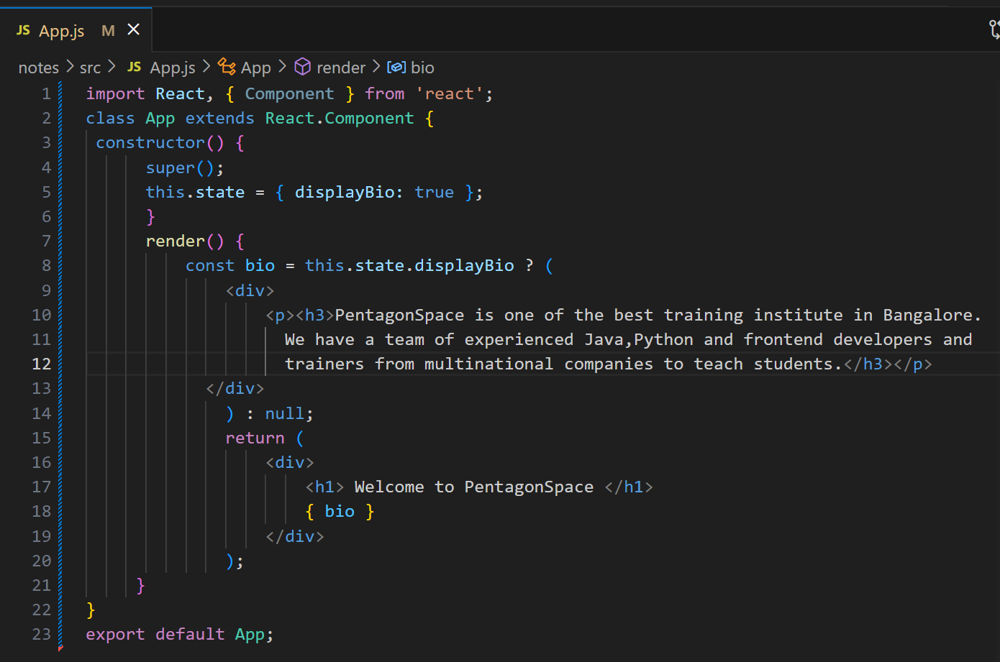 JS App.js M
notes > src > JS App.js > App > render > bio
1 import React, { Component } from 'react';
2 class App extends React.Component {
3 constructor() {
4 super();
5 this.state = { displayBio: true };
6 }
7 render() {
8 const bio = this.state.displayBio ? (
9 <div>
10 <p><h3>PentagonSpace is one of the best training institute in Bangalore.
11 We have a team of experienced Java,Python and frontend developers and
12 trainers from multinational companies to teach students.</h3></p>
13 </div>
14 ) : null;
15 return (
16 <div>
17 <h1> Welcome to PentagonSpace </h1>
18 { bio }
19 </div>
20 );
21 }
22 }
23 export default App;